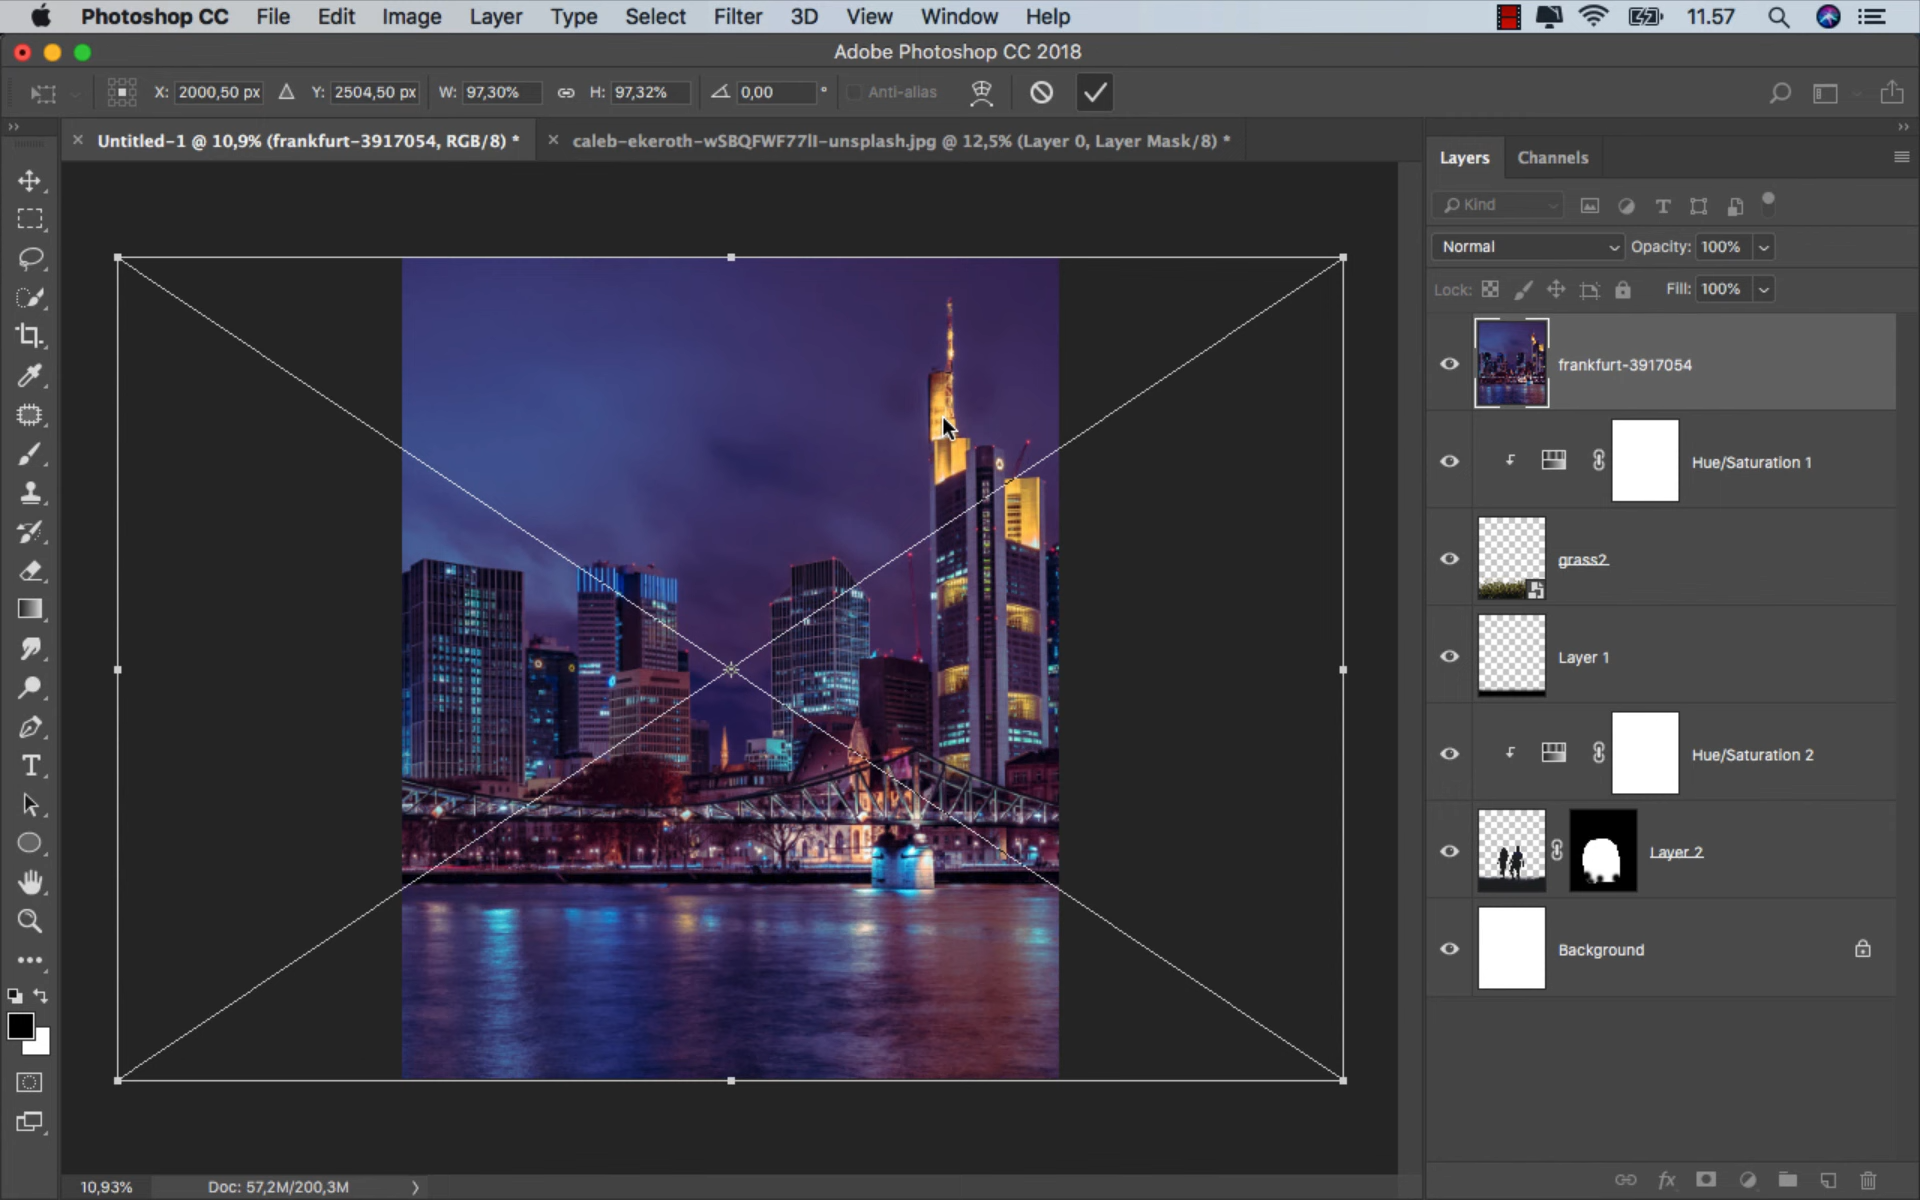 Photoshop CC File Edit Image Layer Type Select Filter 3D View Window Help 11.57
Adobe Photoshop CC 2018
X: 2000,50 px Y: 2504,50 px W: 97,30% H: 97,32% 0,00 ° Anti-alias
Untitled-1 @ 10,9% (frankfurt-3917054, RGB/8) * caleb-ekeroth-wSBQFWF77lI-unsplash.jpg @ 12,5% (Layer 0, Layer Mask/8) *
Layers Channels
Kind
Normal Opacity: 100%
Lock: Fill: 100%
frankfurt-3917054
Hue/Saturation 1
grass2
Layer 1
Hue/Saturation 2
Layer 2
Background
10,93% Doc: 57,2M/200,3M